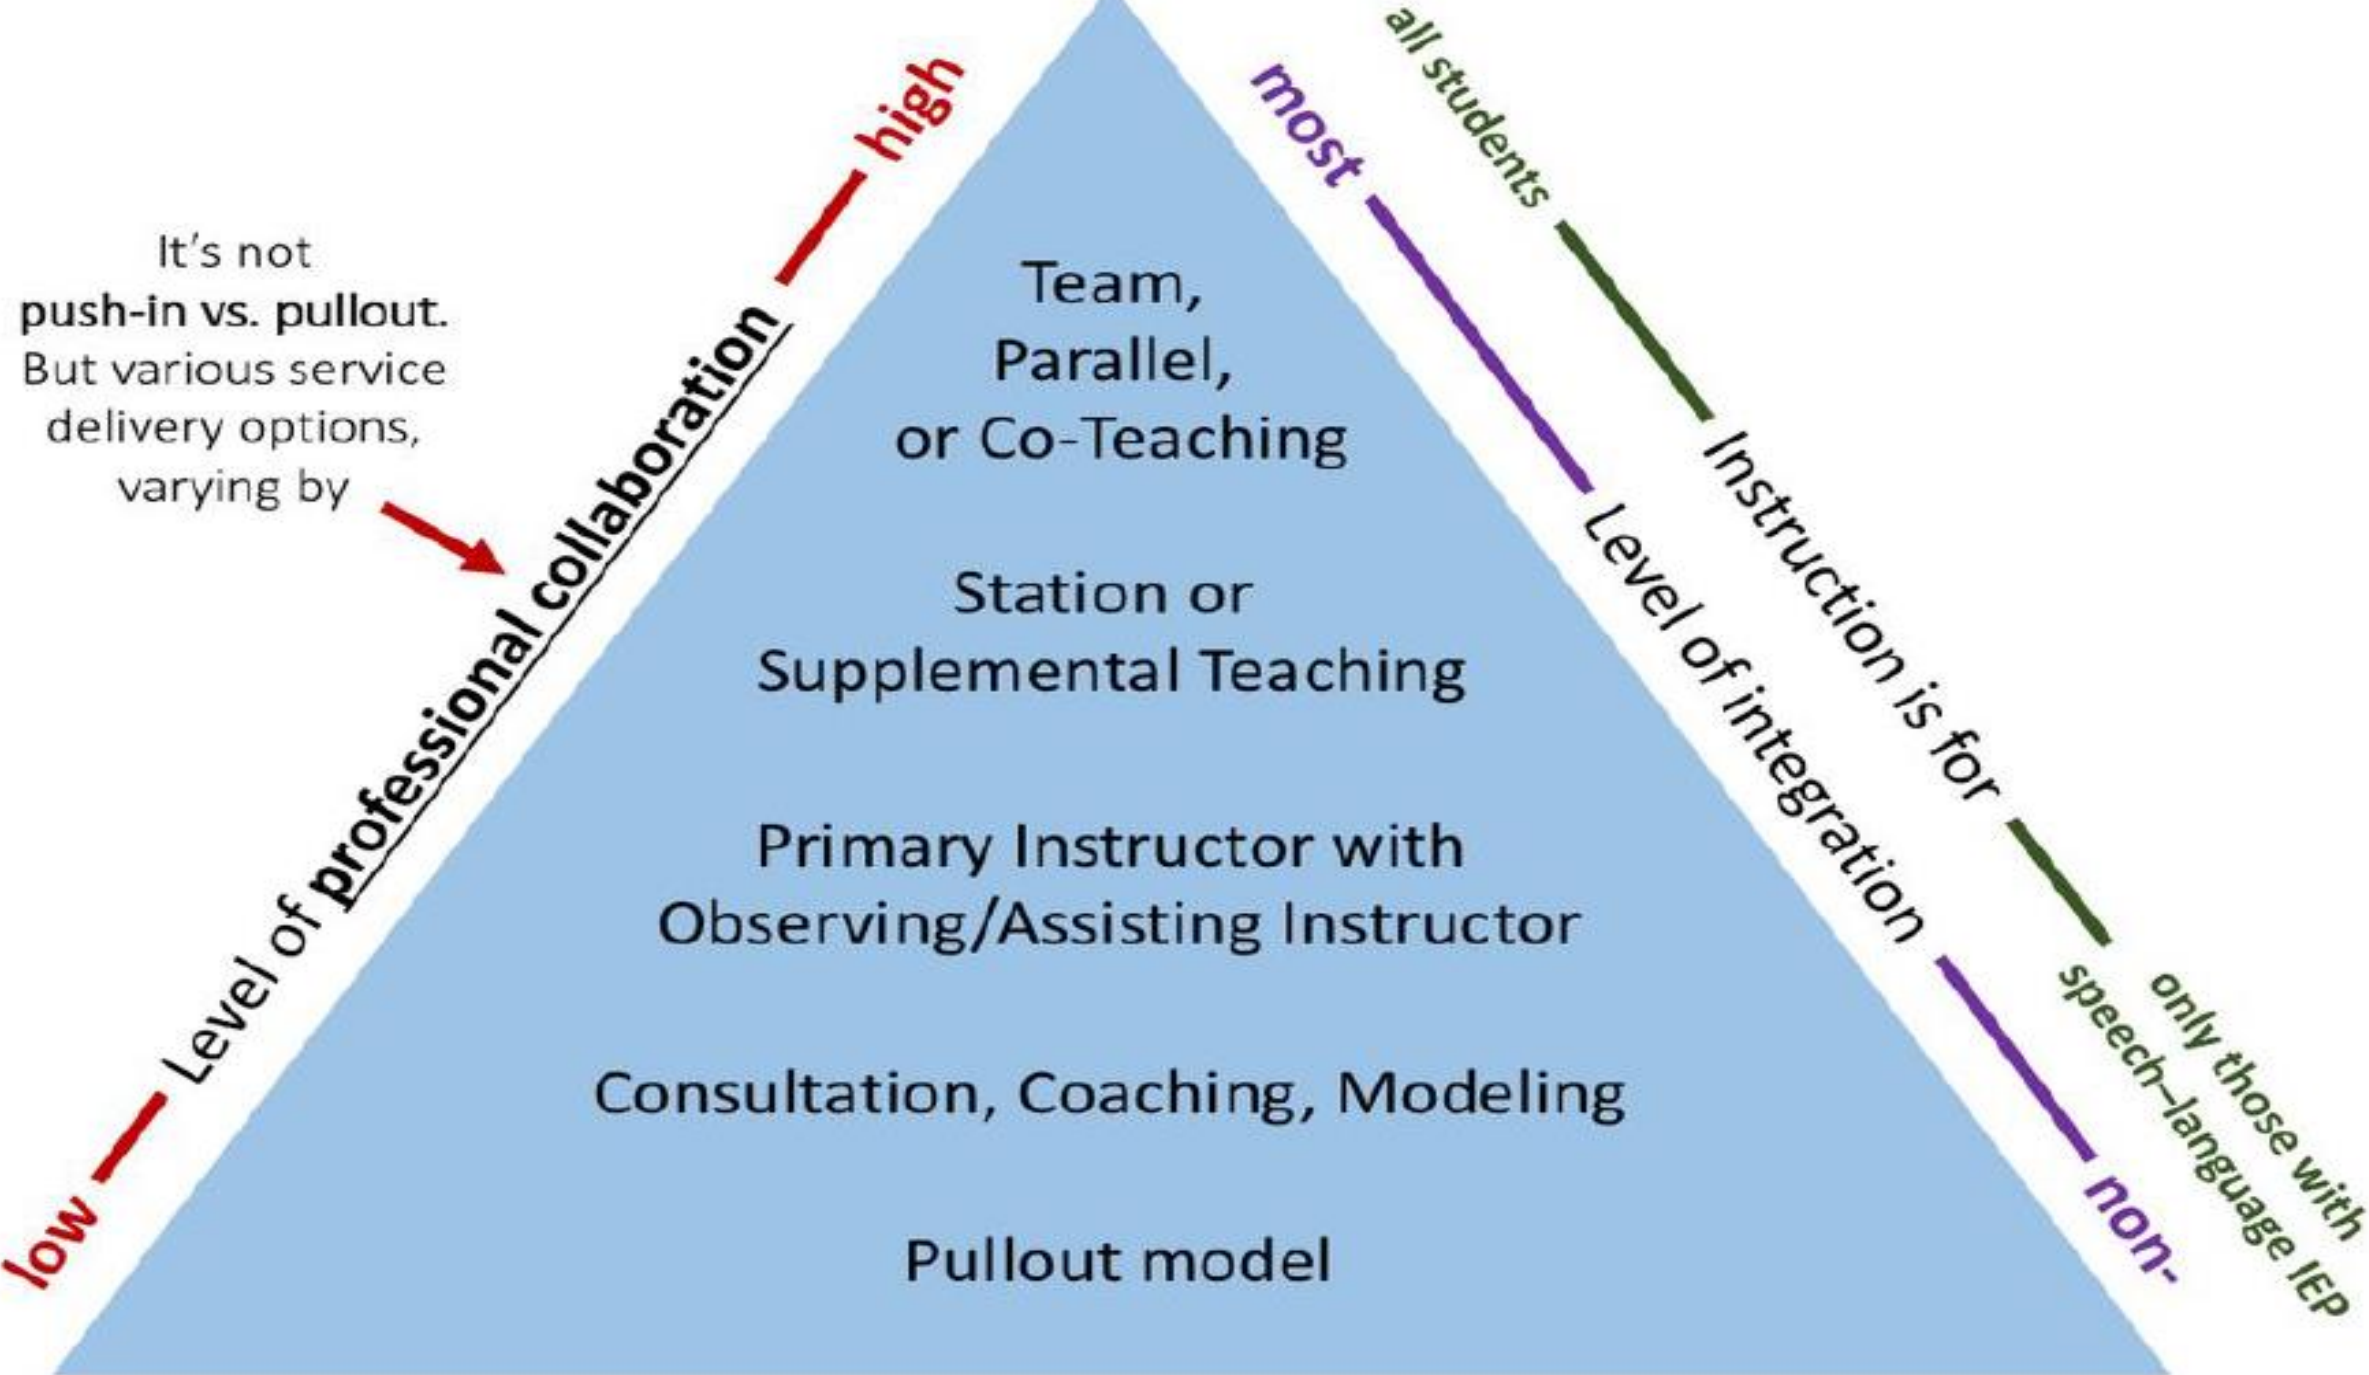 It's not
push-in vs. pullout.
But various service
delivery options,
varying by
low
Level of professional collaboration
high
Team,
Parallel,
or Co-Teaching
Station or
Supplemental Teaching
Primary Instructor with
Observing/Assisting Instructor
Consultation, Coaching, Modeling
Pullout model
most
Level of integration
non-
all students
Instruction is for
only those with
speech–language IEP